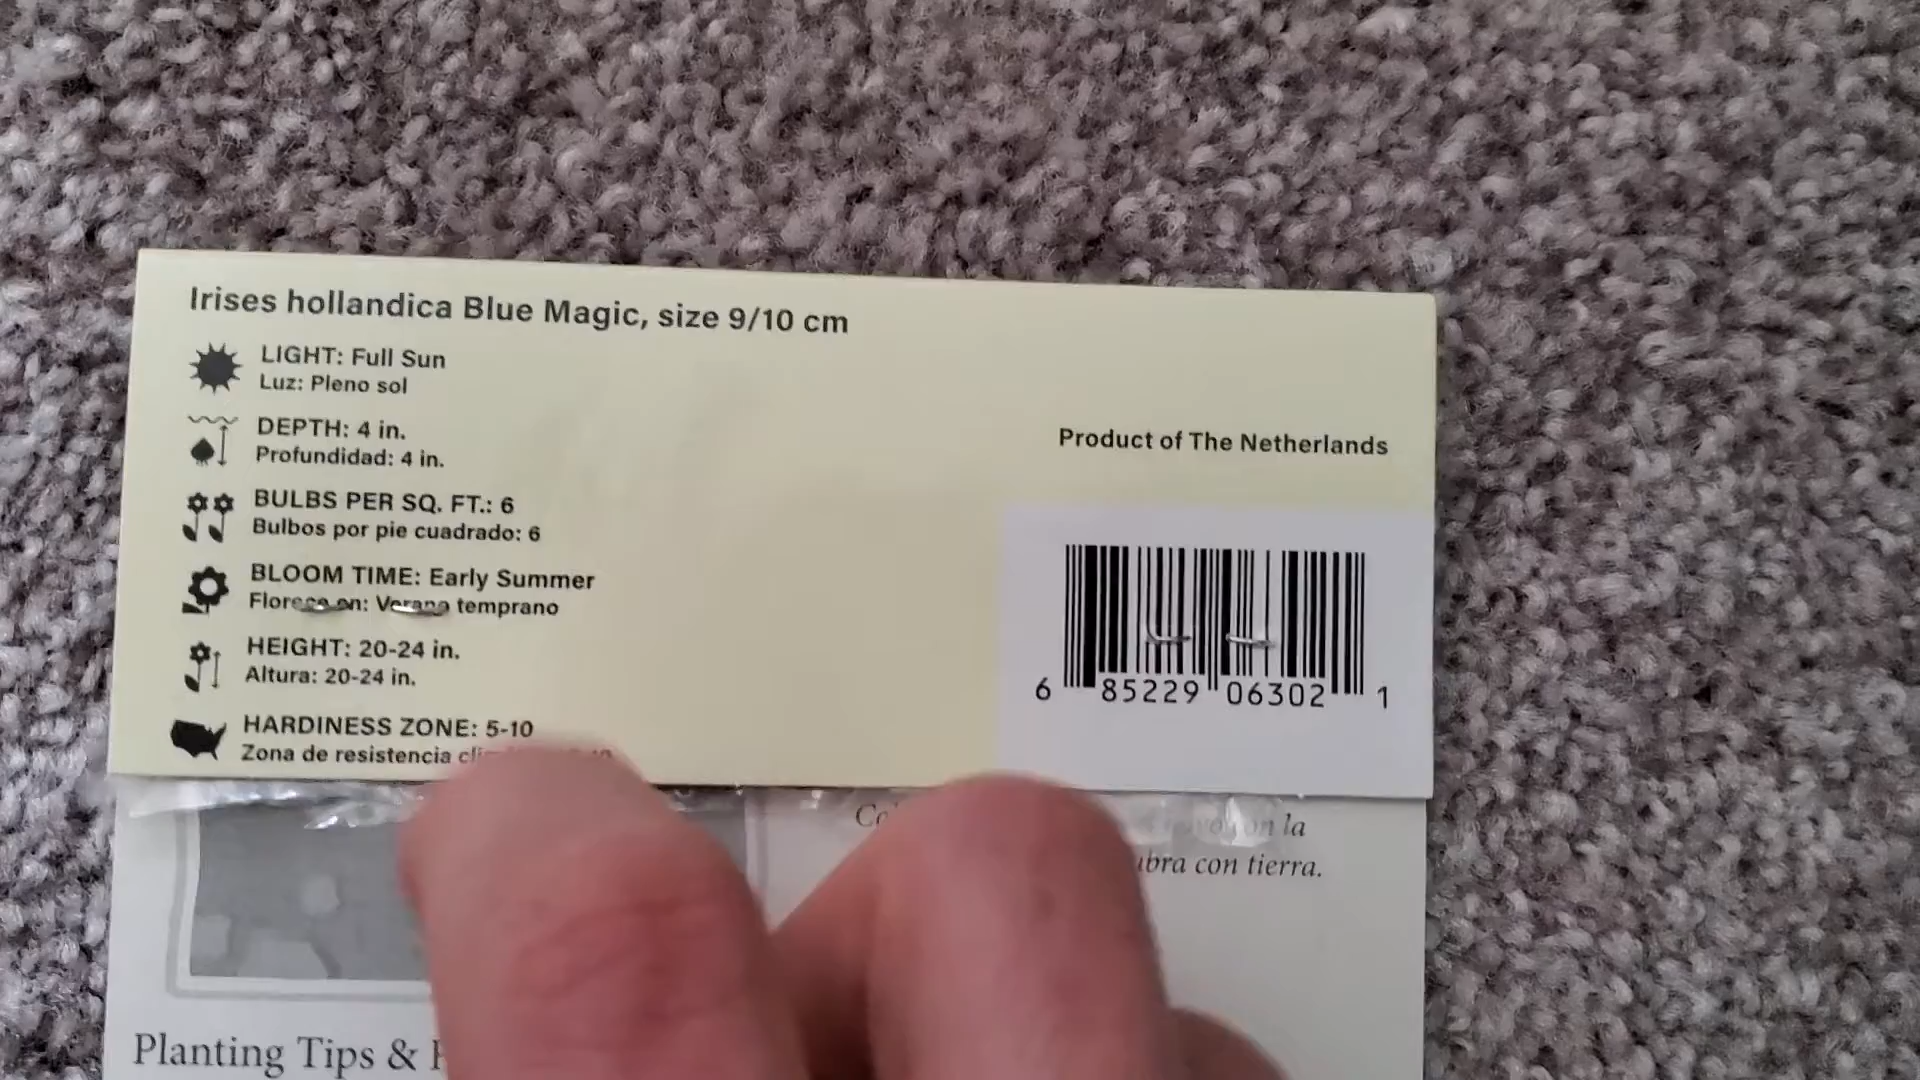 Irises hollandica Blue Magic, size 9/10 cm
LIGHT: Full Sun
Luz: Pleno sol
DEPTH: 4 in.
Profundidad: 4 in.
BULBS PER SQ. FT.: 6
Bulbos por pie cuadrado: 6
BLOOM TIME: Early Summer
Florece en: Verano temprano
HEIGHT: 20-24 in.
Altura: 20-24 in.
HARDINESS ZONE: 5-10
Zona de resistencia
Product of The Netherlands
6 85229 06302 1
la
con tierra.
Planting Tips &